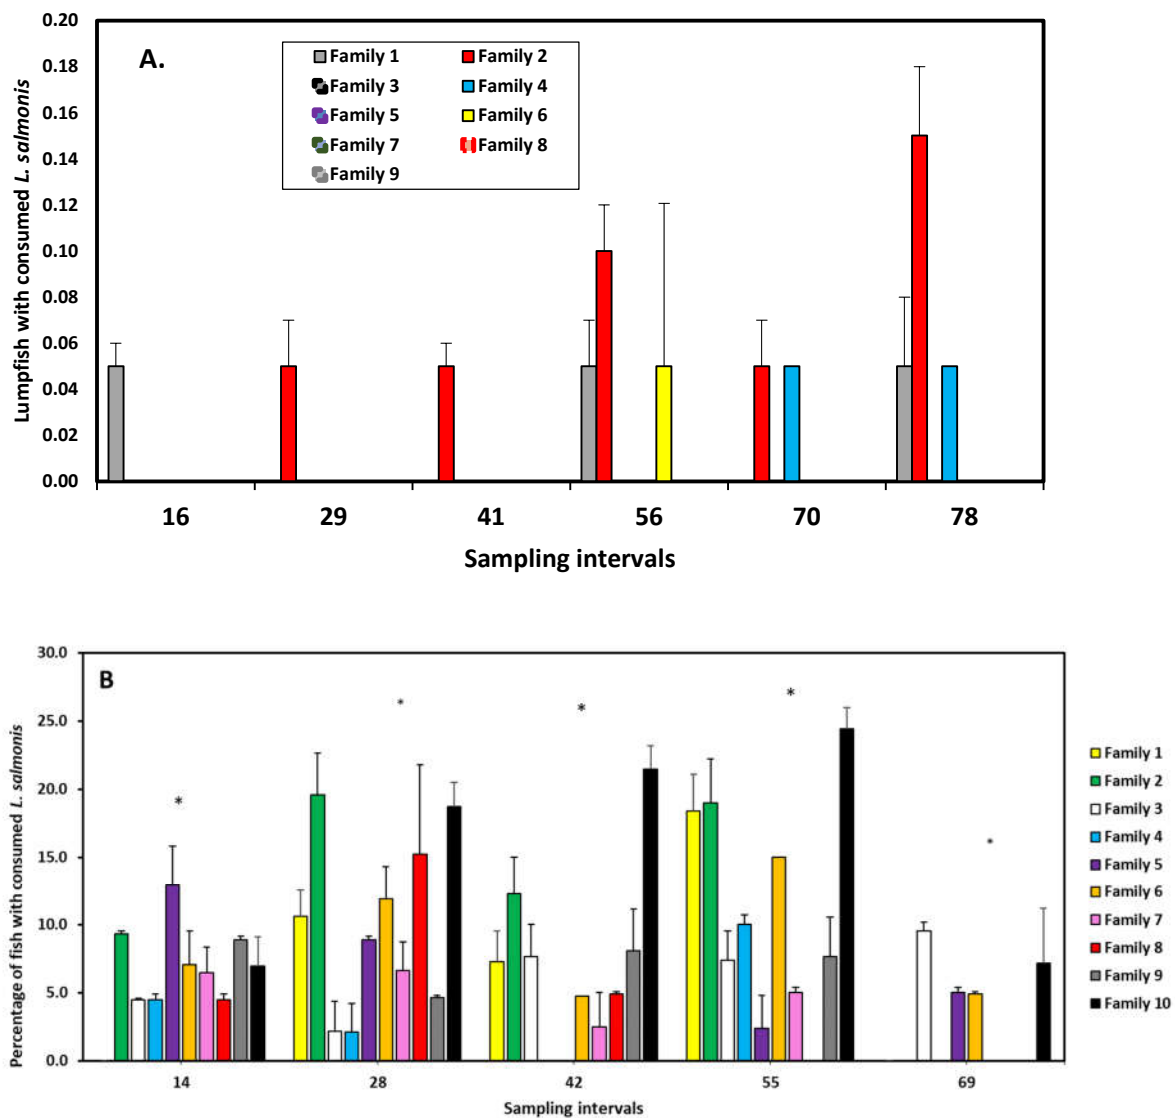 0.20
0.18
0.16
0.14
0.12
0.10
0.08
0.06
0.04
0.02
0.00
Lumpfish with consumed L. salmonis
A.
Family 1 Family 2
Family 3 Family 4
Family 5 Family 6
Family 7 Family 8
Family 9
16 29 41 56 70 78
Sampling intervals
30.0
25.0
20.0
15.0
10.0
5.0
0.0
Percentage of fish with consumed L. salmonis
B
*
*
*
*
*
Family 1
Family 2
Family 3
Family 4
Family 5
Family 6
Family 7
Family 8
Family 9
Family 10
14 28 42 55 69
Sampling intervals